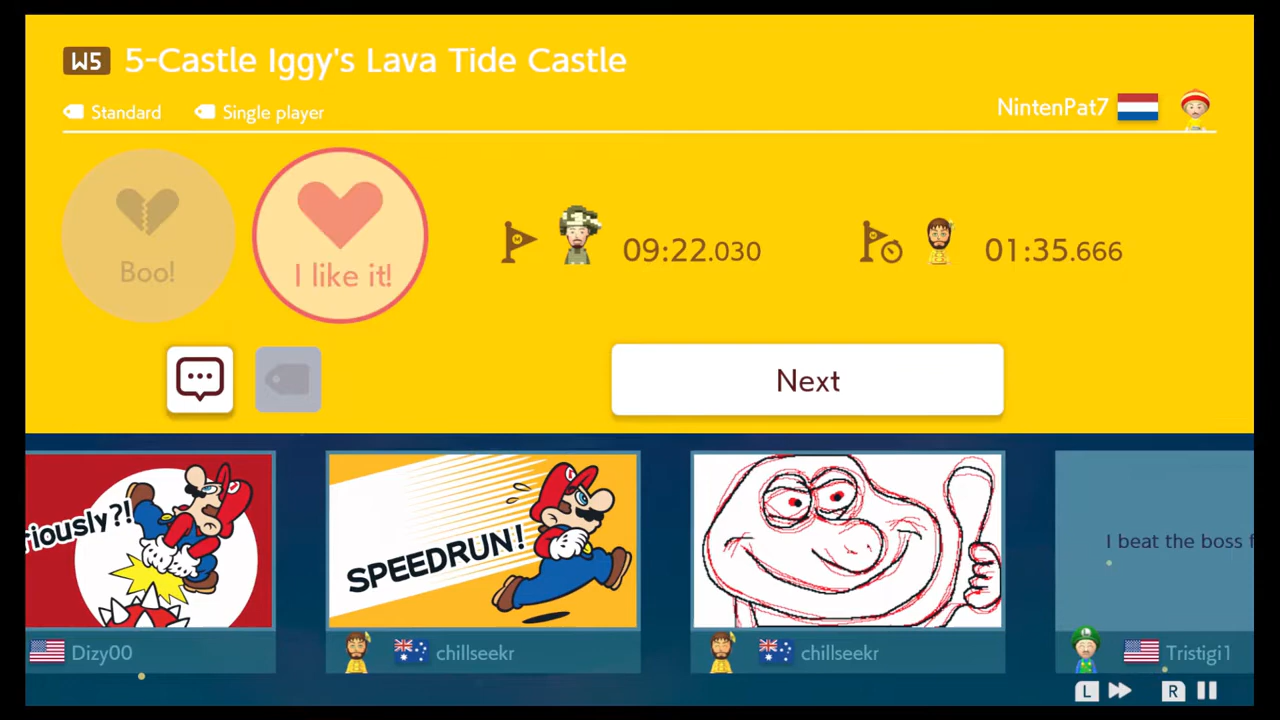 W5 5-Castle Iggy's Lava Tide Castle
Standard Single player
NintenPat7
Boo!
I like it!
M 09:22.030
M 01:35.666
Next
riously?!
SPEEDRUN!
I beat the boss f
Dizy00
chillseekr
chillseekr
Tristigi1
L R